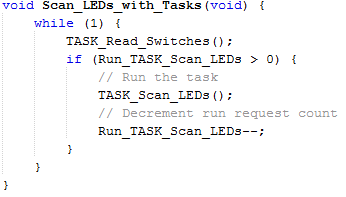 void Scan_LEDs_with_Tasks(void) {
    while (1) {
        TASK_Read_Switches();
        if (Run_TASK_Scan_LEDs > 0) {
            // Run the task
            TASK_Scan_LEDs();
            // Decrement run request count
            Run_TASK_Scan_LEDs--;
        }
    }
}